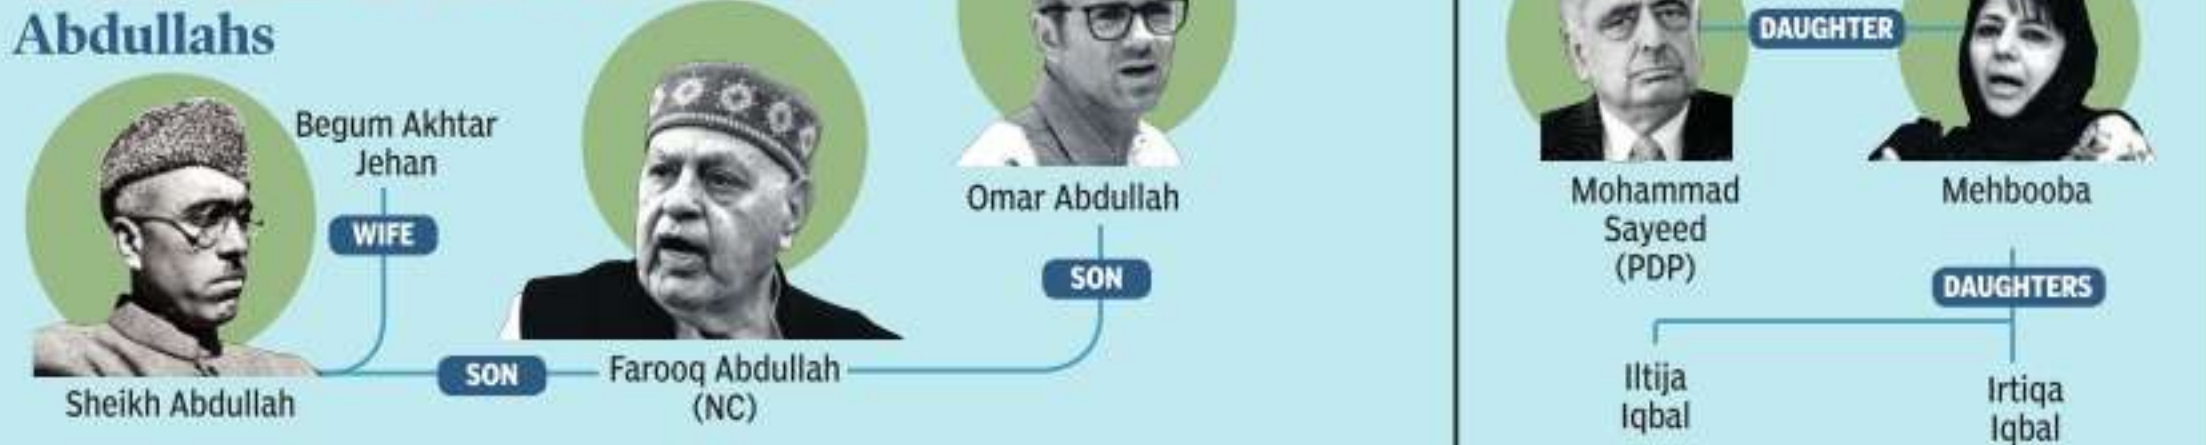 Abdullahs
Begum Akhtar
Jehan
WIFE
Sheikh Abdullah
SON
Farooq Abdullah
(NC)
SON
Omar Abdullah
DAUGHTER
Mohammad
Sayeed
(PDP)
Mehbooba
DAUGHTERS
Iltija
Iqbal
Irtiqa
Iqbal